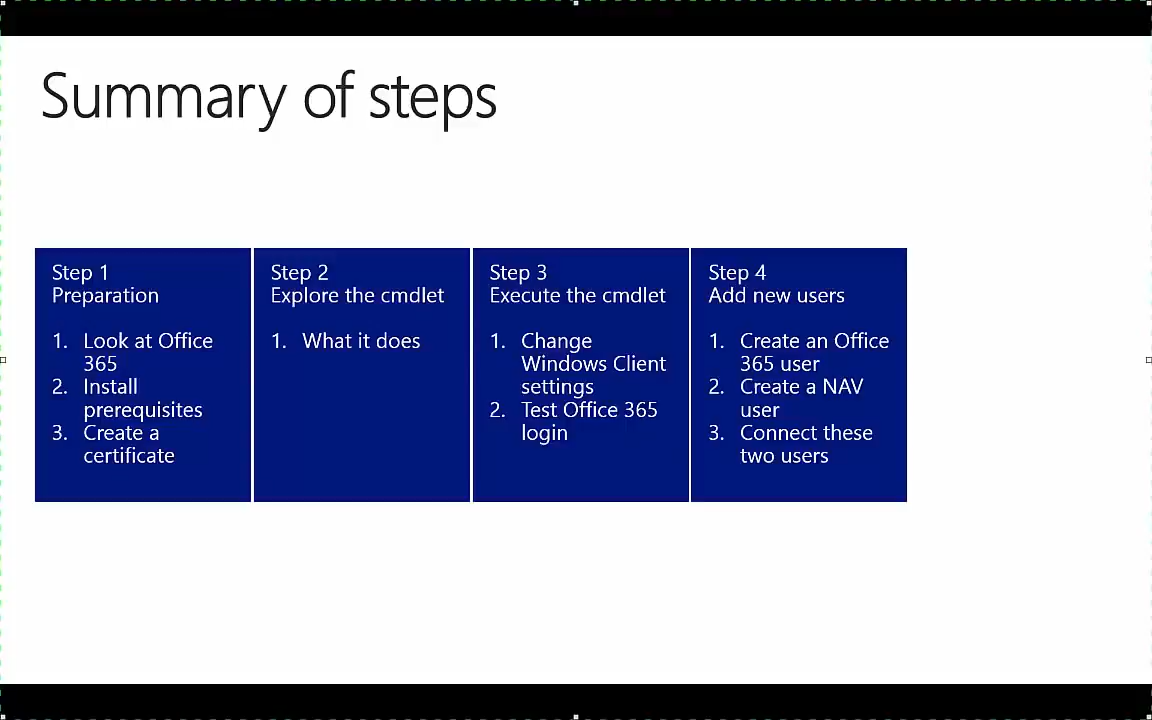 Summary of steps
Step 1
Preparation
1. Look at Office
365
2. Install
prerequisites
3. Create a
certificate
Step 2
Explore the cmdlet
1. What it does
Step 3
Execute the cmdlet
1. Change
Windows Client
settings
2. Test Office 365
login
Step 4
Add new users
1. Create an Office
365 user
2. Create a NAV
user
3. Connect these
two users